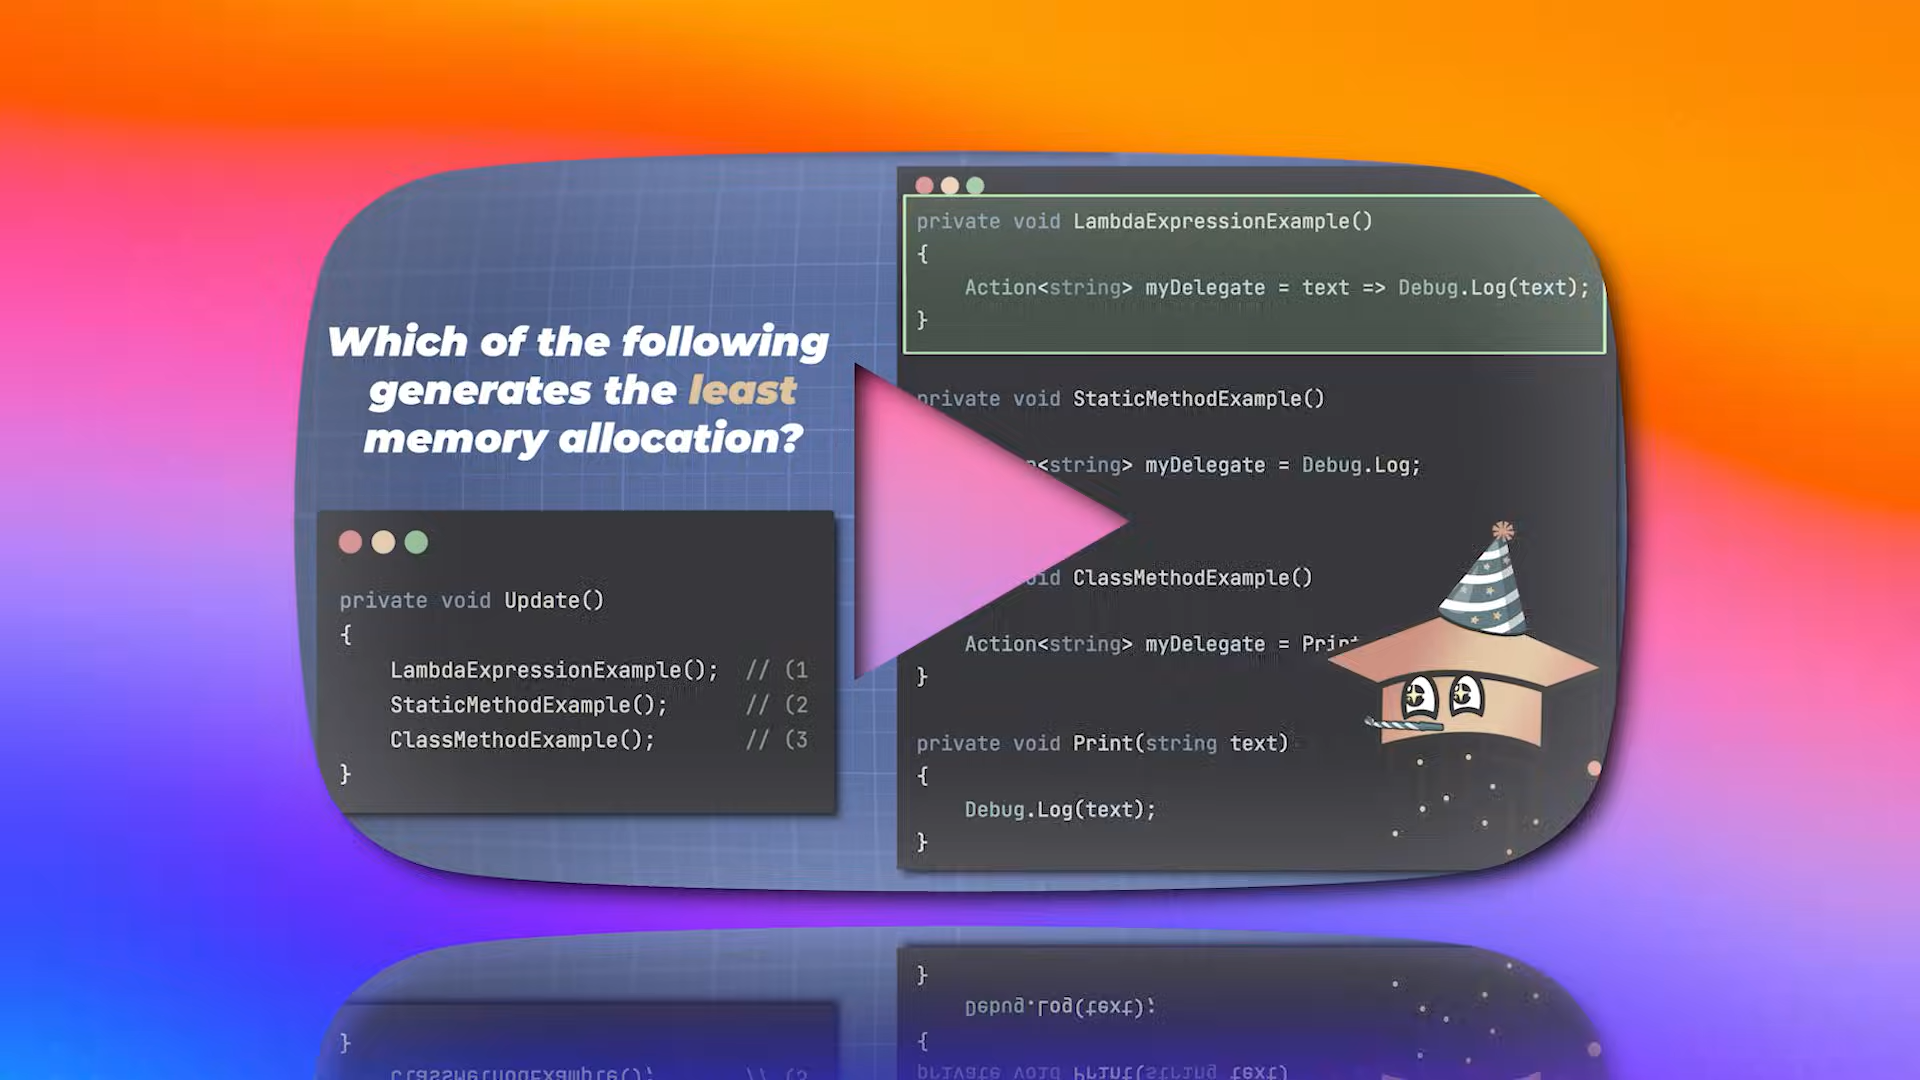 Which of the following
generates the least
memory allocation?
private void Update()
{
LambdaExpressionExample(); // (1
StaticMethodExample(); // (2
ClassMethodExample(); // (3
}
private void LambdaExpressionExample()
{
Action<string> myDelegate = text => Debug.Log(text);
}
private void StaticMethodExample()
<string> myDelegate = Debug.Log;
void ClassMethodExample()
Action<string> myDelegate = Print
}
private void Print(string text)
{
Debug.Log(text);
}